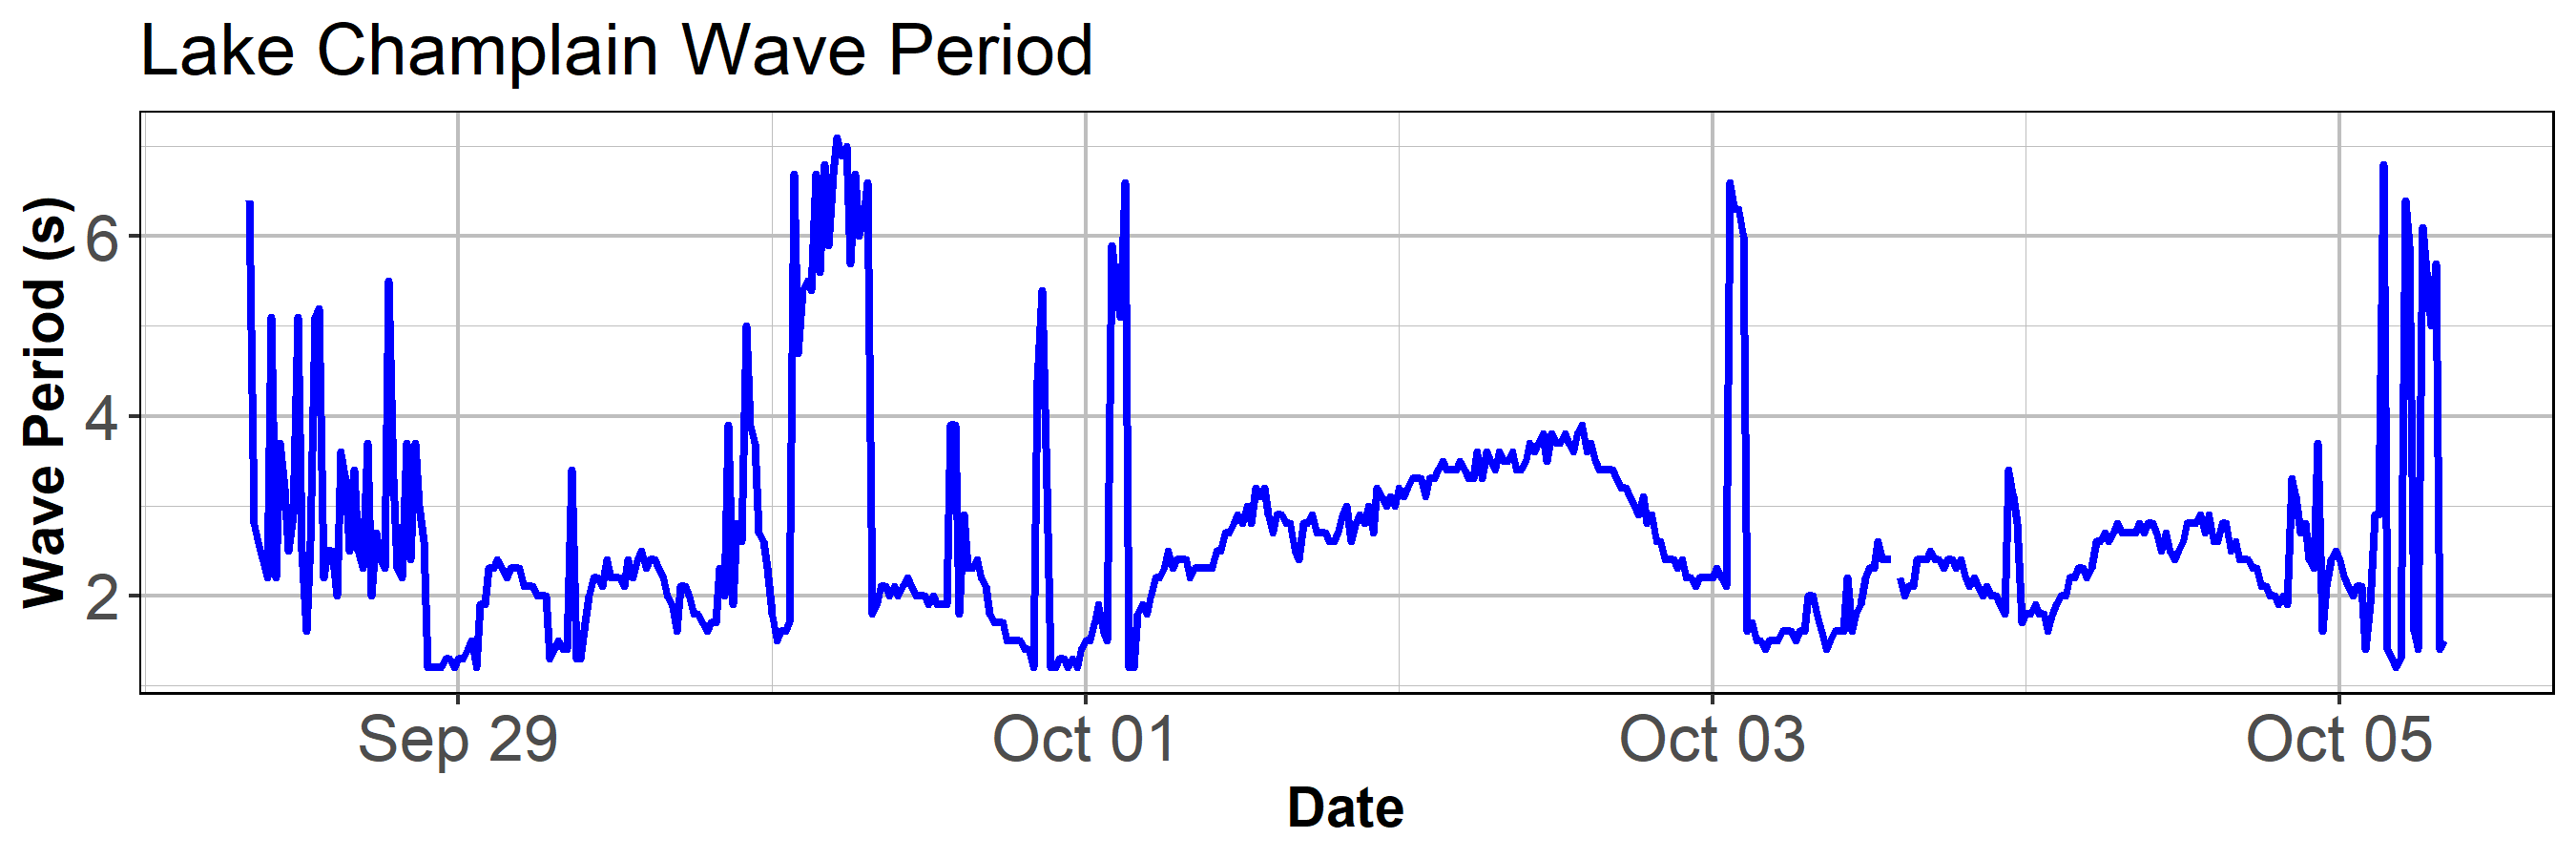 Lake Champlain Wave Period
Wave Period (s)
6
4
2
Sep 29 Oct 01 Oct 03 Oct 05
Date